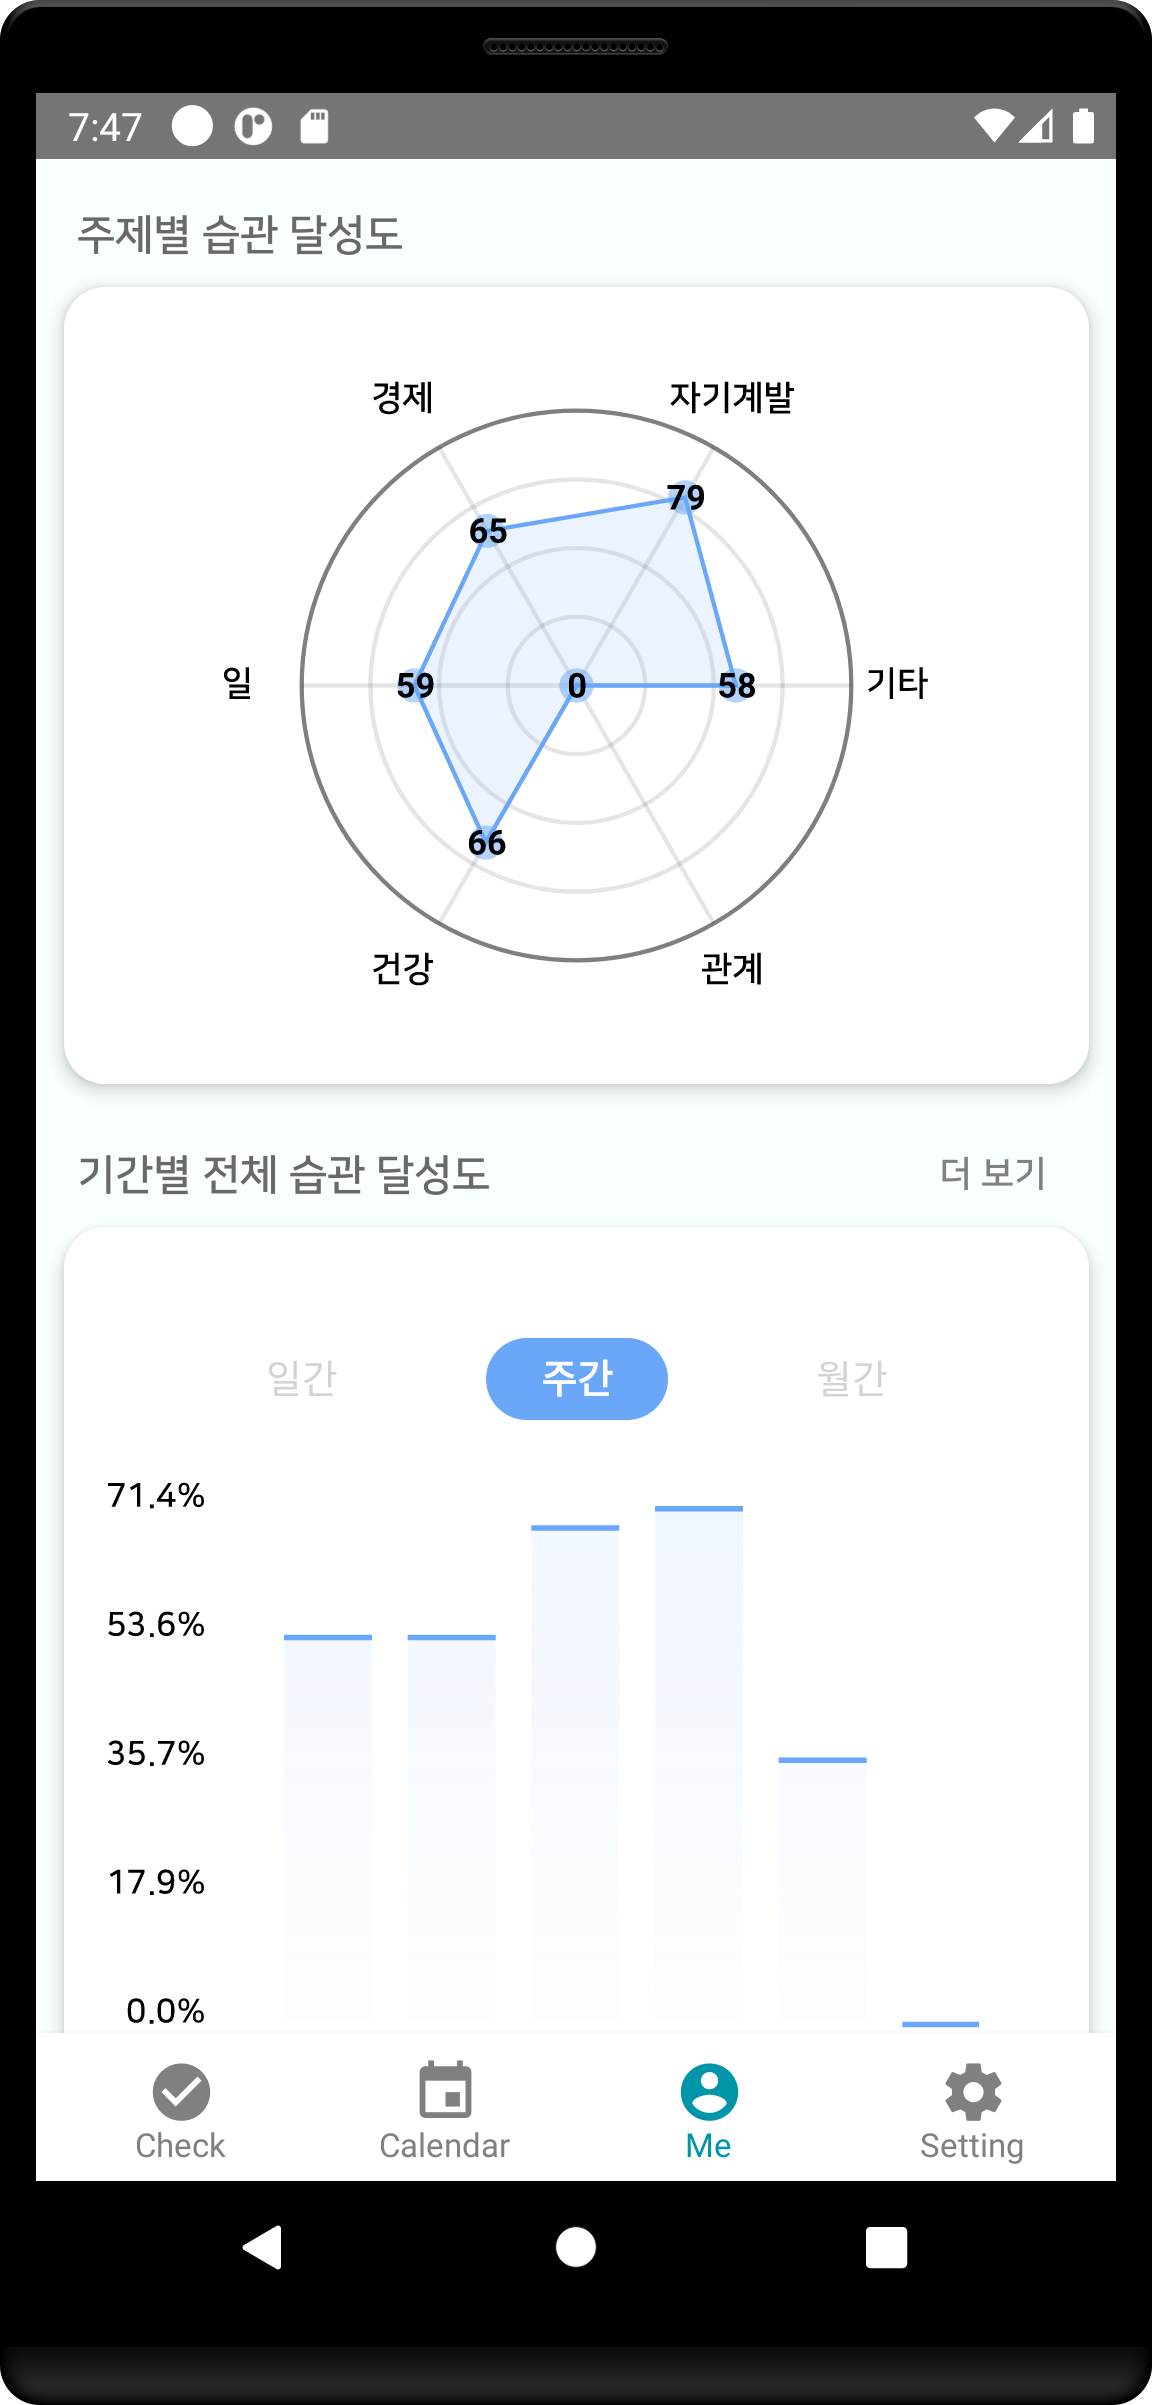 7:47
주제별 습관 달성도
경제
자기계발
79
65
일
59
0
58
기타
66
건강
관계
기간별 전체 습관 달성도
더 보기
일간
주간
월간
71.4%
53.6%
35.7%
17.9%
0.0%
Check
Calendar
Me
Setting